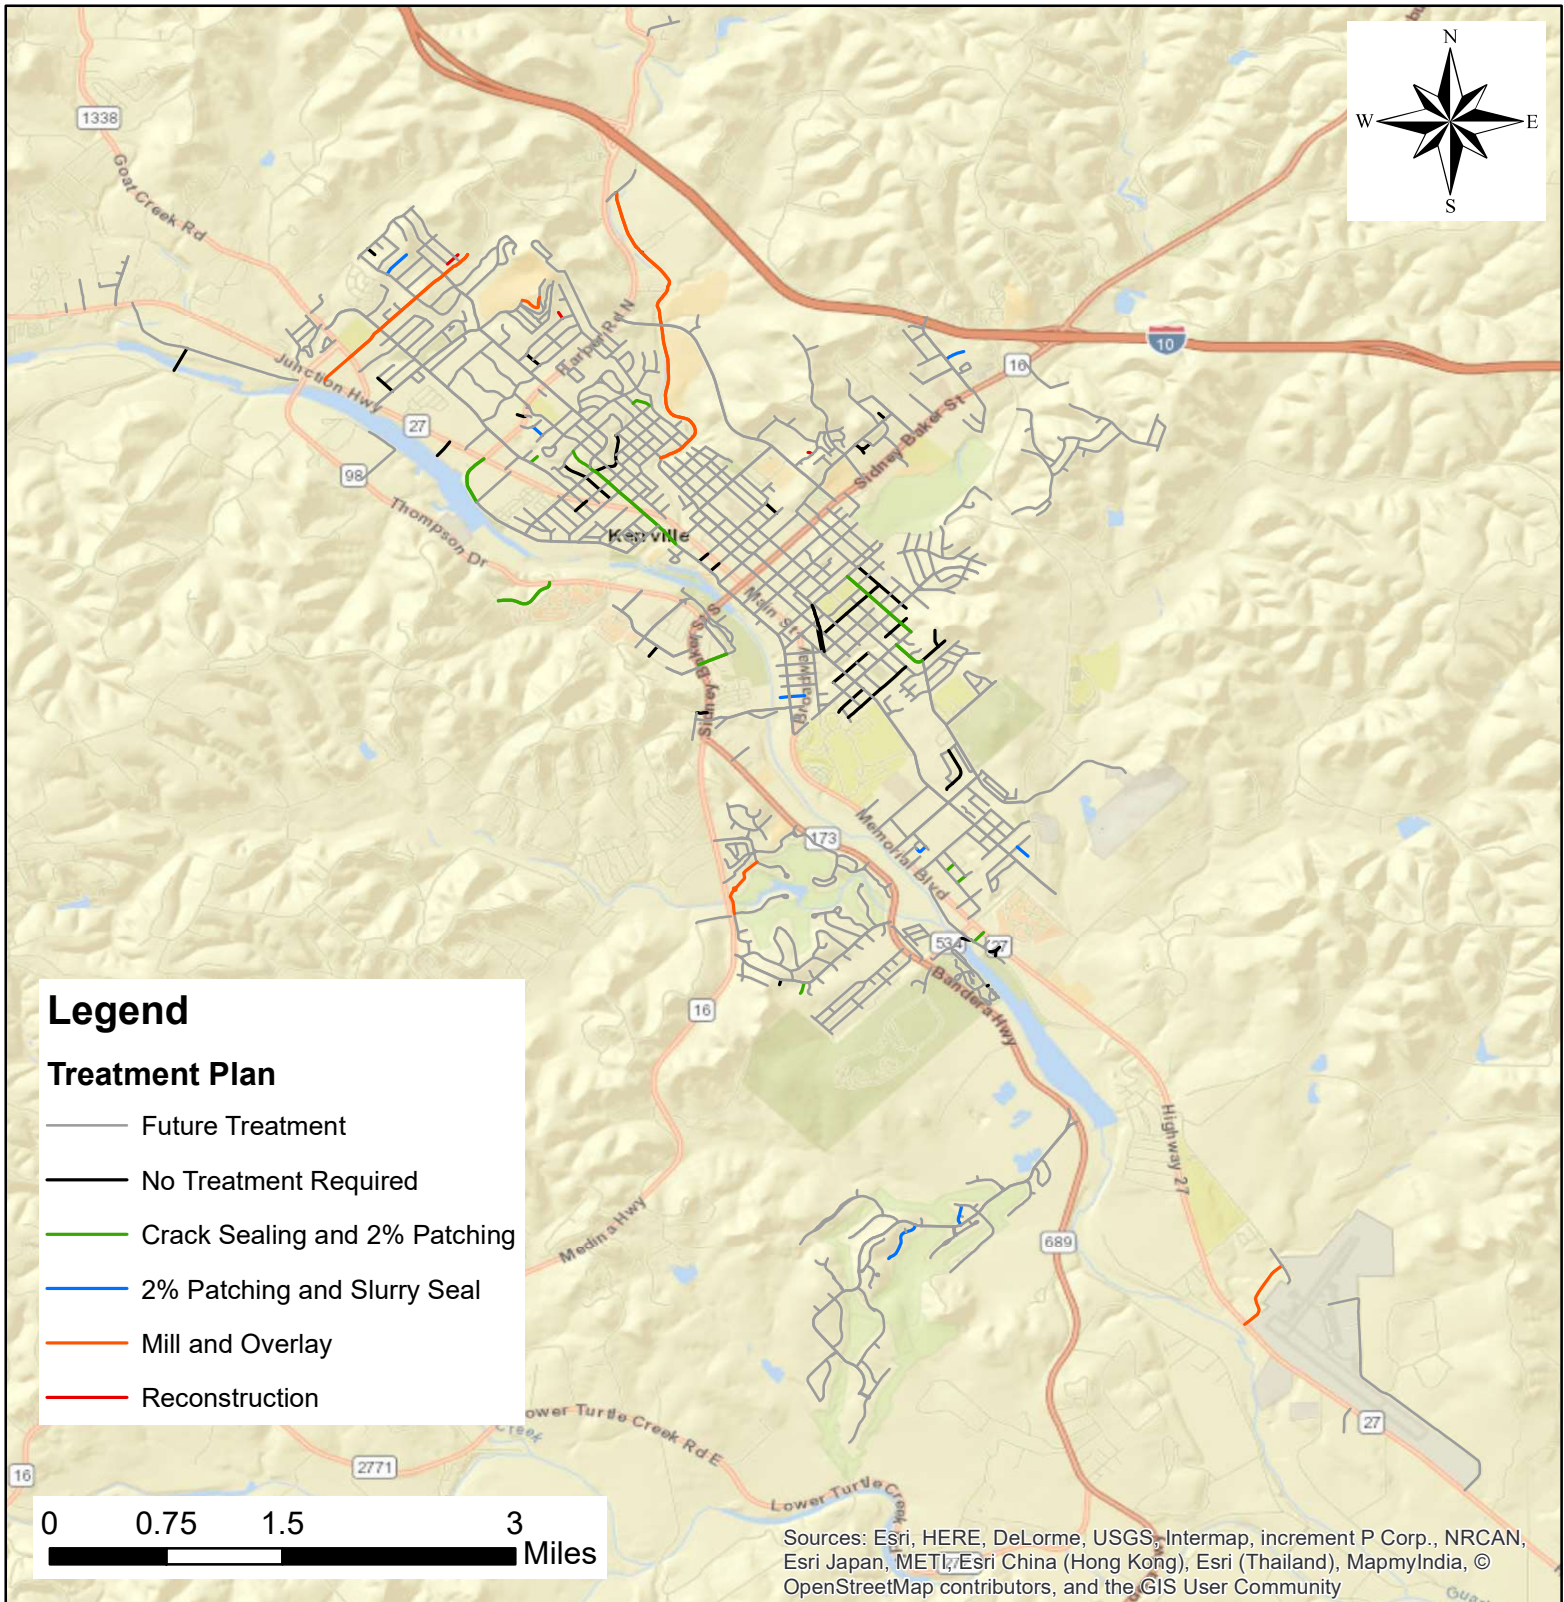 N
W
E
S
1338
Goat Creek Rd
Harper Rd N
10
16
Junction Hwy
27
Sidney Baker St
98
Thompson Dr
Kerrville
Main St
Sidney Baker S
173
Memorial Blvd
534
27
Bandera Hwy
16
Highway 27
Medina Hwy
689
27
Lower Turtle Creek Rd E
Creek
2771
16
Lower Turtle Creek
Legend
Treatment Plan
Future Treatment
No Treatment Required
Crack Sealing and 2% Patching
2% Patching and Slurry Seal
Mill and Overlay
Reconstruction
0 0.75 1.5 3
Miles
Sources: Esri, HERE, DeLorme, USGS, Intermap, increment P Corp., NRCAN,
Esri Japan, METI, Esri China (Hong Kong), Esri (Thailand), MapmyIndia, ©
OpenStreetMap contributors, and the GIS User Community